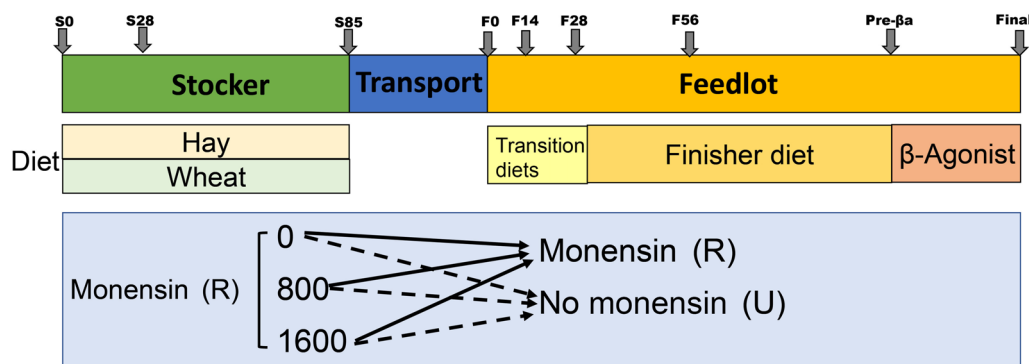 S0 S28 S85 F0 F14 F28 F56 Pre-βa Final
Stocker Transport Feedlot
Diet
Hay
Wheat
Transition
diets
Finisher diet
β-Agonist
Monensin (R)
0
800
1600
Monensin (R)
No monensin (U)